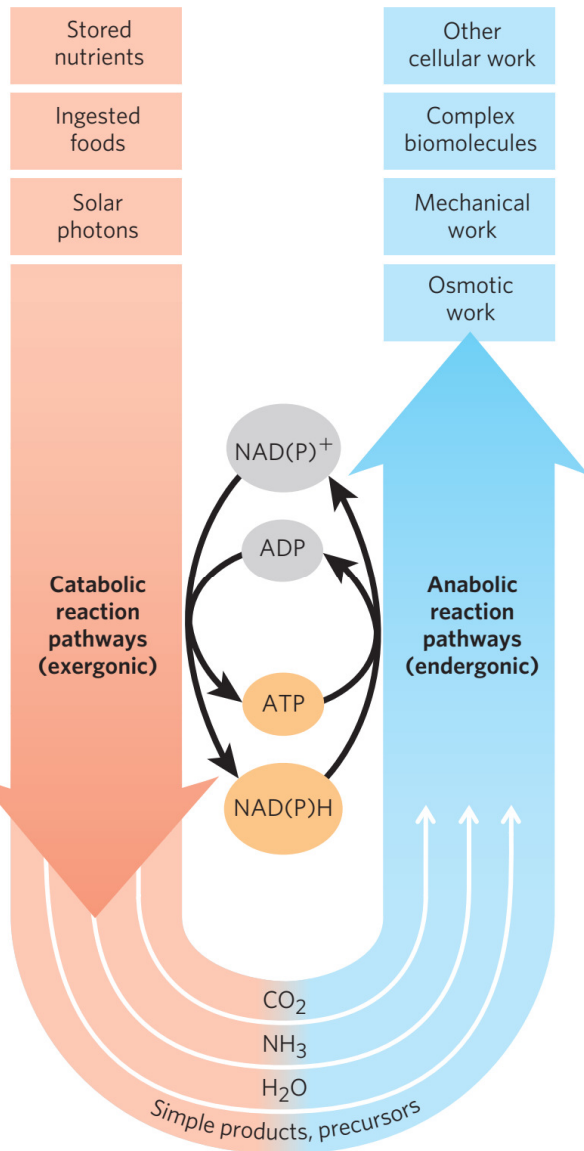 Stored
nutrients
Ingested
foods
Solar
photons
Other
cellular work
Complex
biomolecules
Mechanical
work
Osmotic
work
NAD(P)⁺
ADP
Catabolic
reaction
pathways
(exergonic)
Anabolic
reaction
pathways
(endergonic)
ATP
NAD(P)H
CO₂
NH₃
H₂O
Simple products, precursors